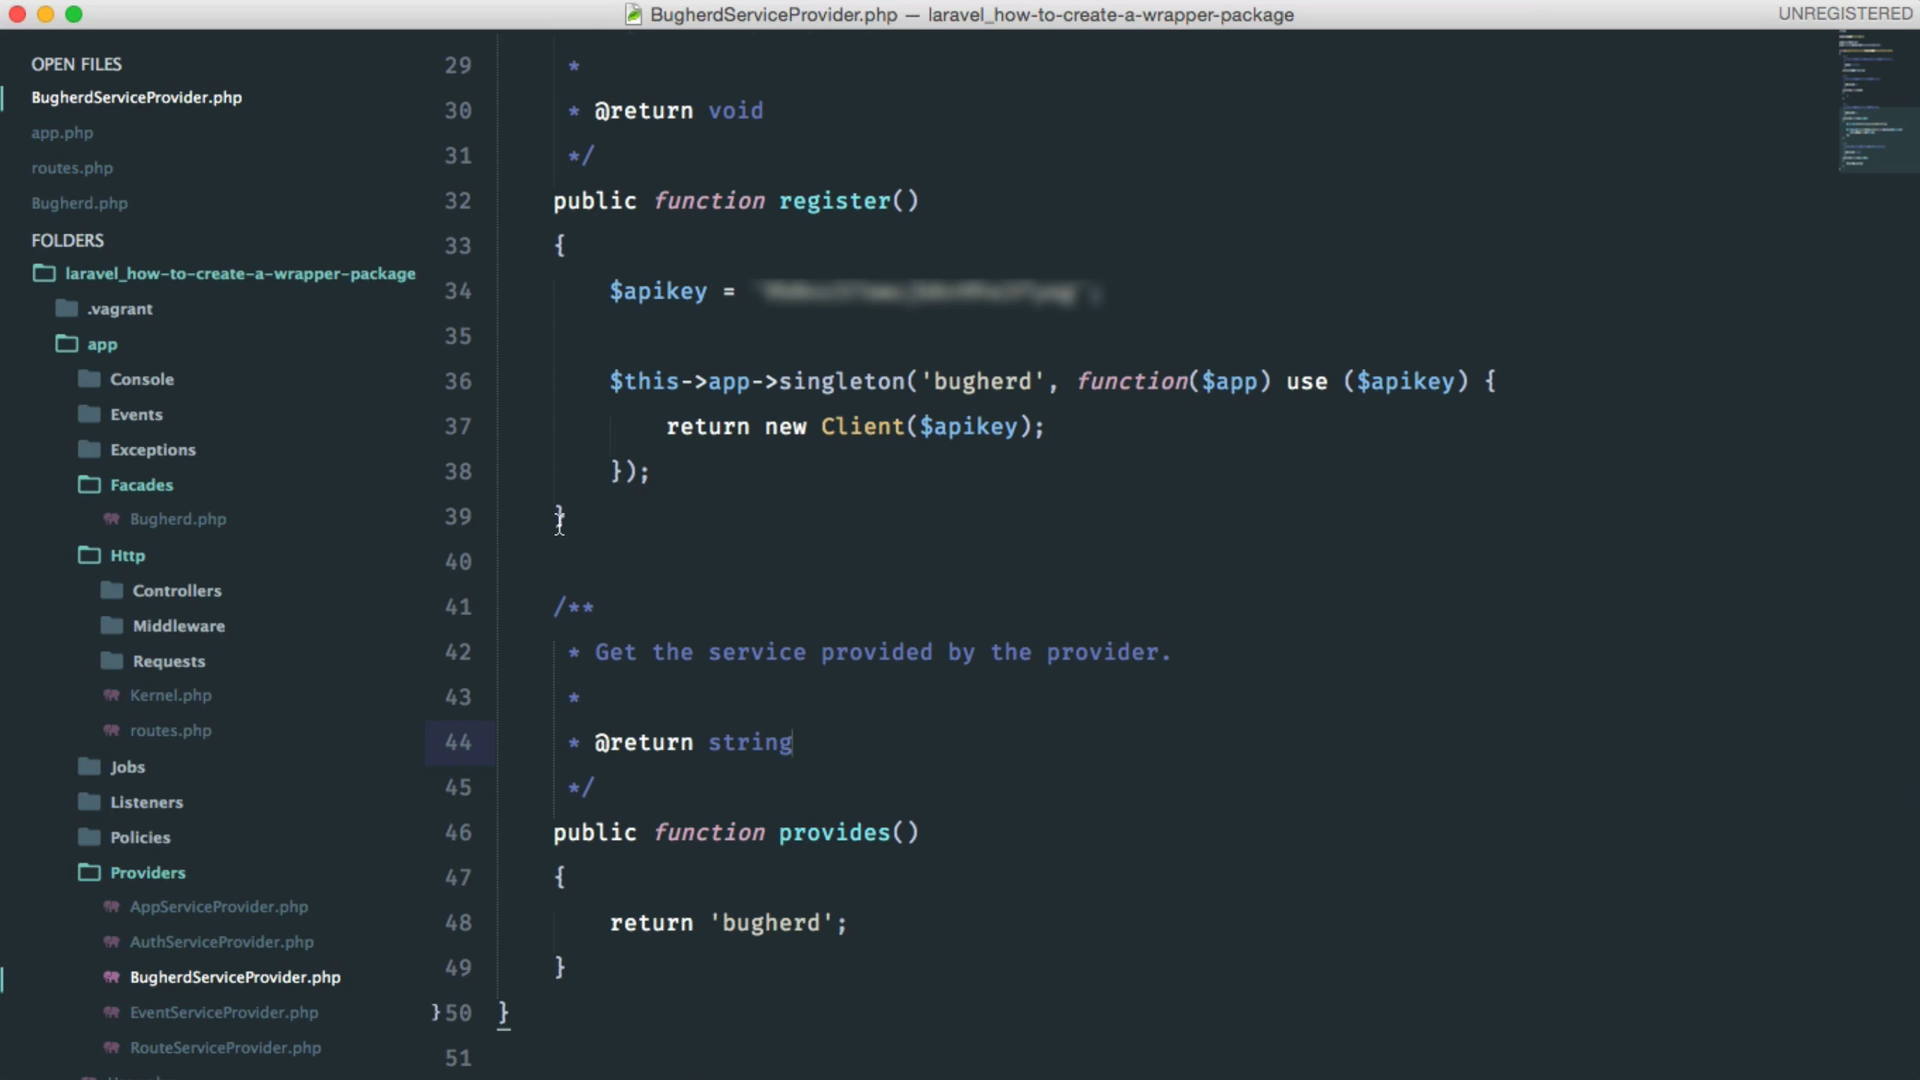 BugherdServiceProvider.php — laravel_how-to-create-a-wrapper-package
UNREGISTERED
OPEN FILES
BugherdServiceProvider.php
app.php
routes.php
Bugherd.php
FOLDERS
laravel_how-to-create-a-wrapper-package
.vagrant
app
Console
Events
Exceptions
Facades
Bugherd.php
Http
Controllers
Middleware
Requests
Kernel.php
routes.php
Jobs
Listeners
Policies
Providers
AppServiceProvider.php
AuthServiceProvider.php
BugherdServiceProvider.php
EventServiceProvider.php
RouteServiceProvider.php
29 *
30 * @return void
31 */
32 public function register()
33 {
34 $apikey =
35
36 $this->app->singleton('bugherd', function($app) use ($apikey) {
37 return new Client($apikey);
38 });
39 }
40
41 /**
42 * Get the service provided by the provider.
43 *
44 * @return string
45 */
46 public function provides()
47 {
48 return 'bugherd';
49 }
}50 }
51